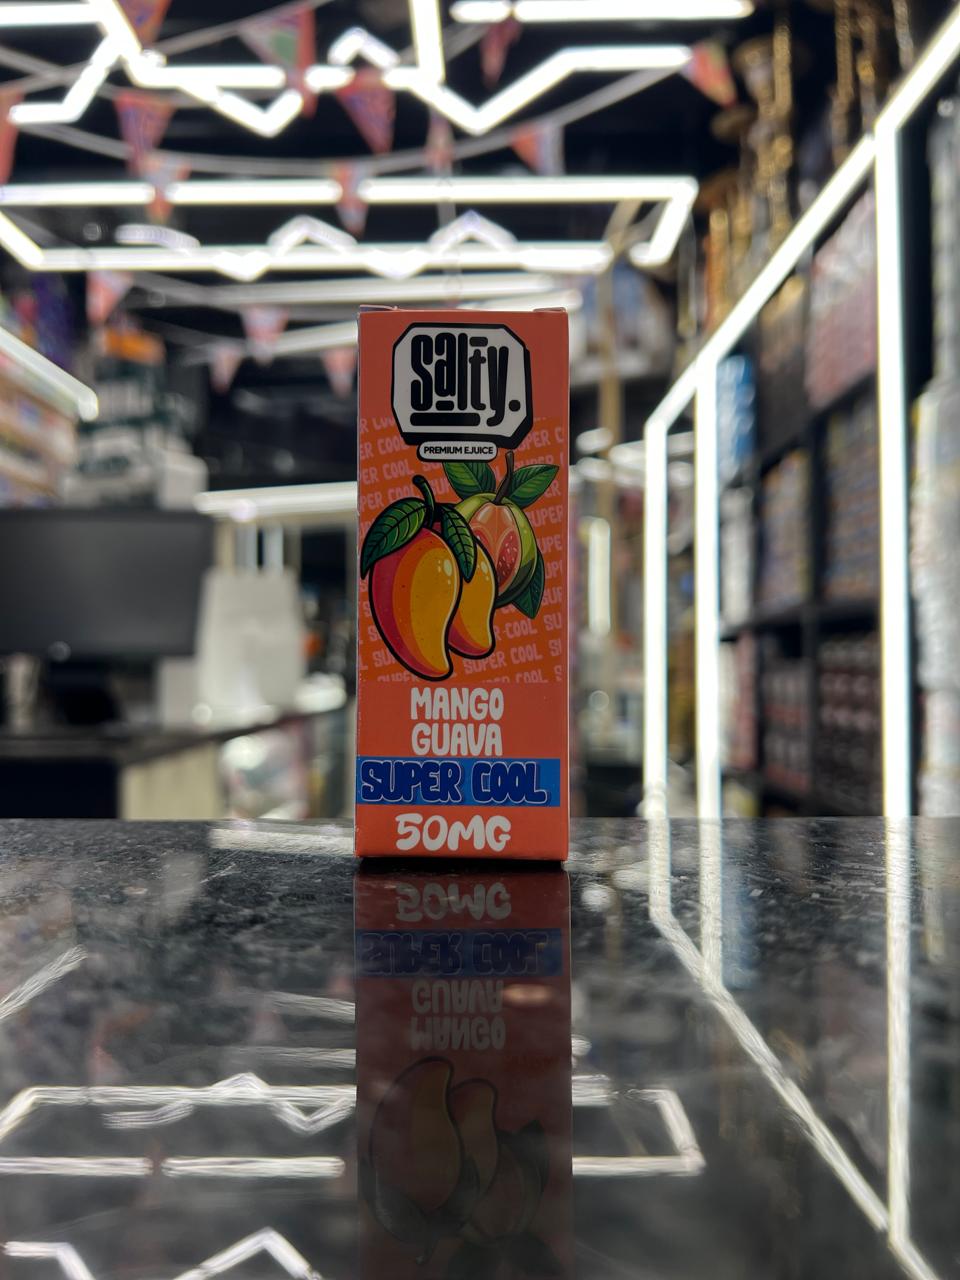 salty.
PREMIUM EJUICE
MANGO
GUAVA
SUPER COOL
50MG